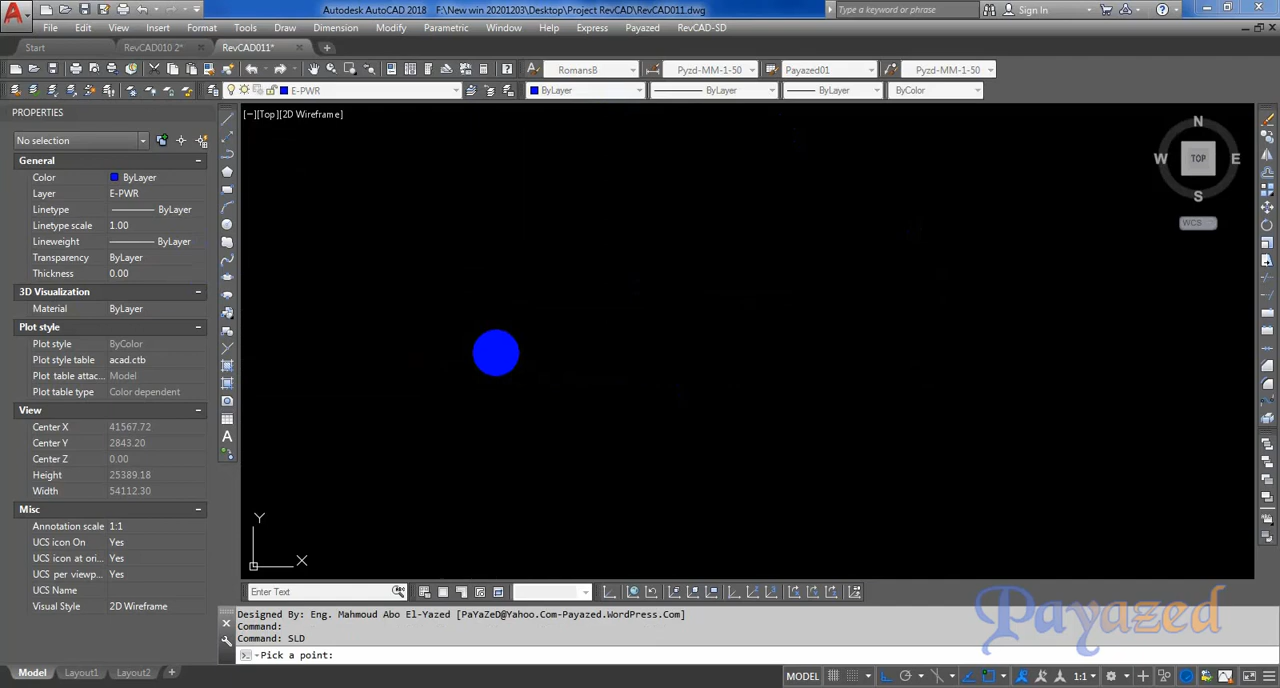 Autodesk AutoCAD 2018 F:\New win 20201203\Desktop\Project RevCAD\RevCAD011.dwg
Type a keyword or phrase
Sign In
File Edit View Insert Format Tools Draw Dimension Modify Parametric Window Help Express Payazed RevCAD-SD
Start RevCAD010 2* RevCAD011*
RomansB Pyzd-MM-1-50 Payazed01 Pyzd-MM-1-50
E-PWR ByLayer ByLayer ByLayer ByColor
PROPERTIES
[−][Top][2D Wireframe]
No selection
General
Color ByLayer
Layer E-PWR
Linetype ByLayer
Linetype scale 1.00
Lineweight ByLayer
Transparency ByLayer
Thickness 0.00
3D Visualization
Material ByLayer
Plot style
Plot style ByColor
Plot style table acad.ctb
Plot table attac... Model
Plot table type Color dependent
View
Center X 41567.72
Center Y 2843.20
Center Z 0.00
Height 25389.18
Width 54112.30
Misc
Annotation scale 1:1
UCS icon On Yes
UCS icon at ori... Yes
UCS per viewp... Yes
UCS Name
Visual Style 2D Wireframe
N
W TOP E
S
WCS
Y
X
Enter Text
Designed By: Eng. Mahmoud Abo El-Yazed [PaYaZeD@Yahoo.Com-Payazed.WordPress.Com]
Command:
Command: SLD
Pick a point:
Payazed
Model Layout1 Layout2 +
MODEL 1:1